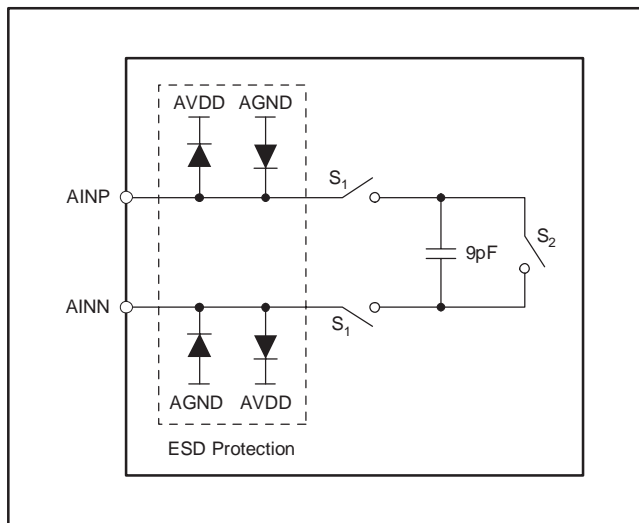 AVDD AGND
AINP
S1
S2
9pF
AINN
S1
AGND AVDD
ESD Protection